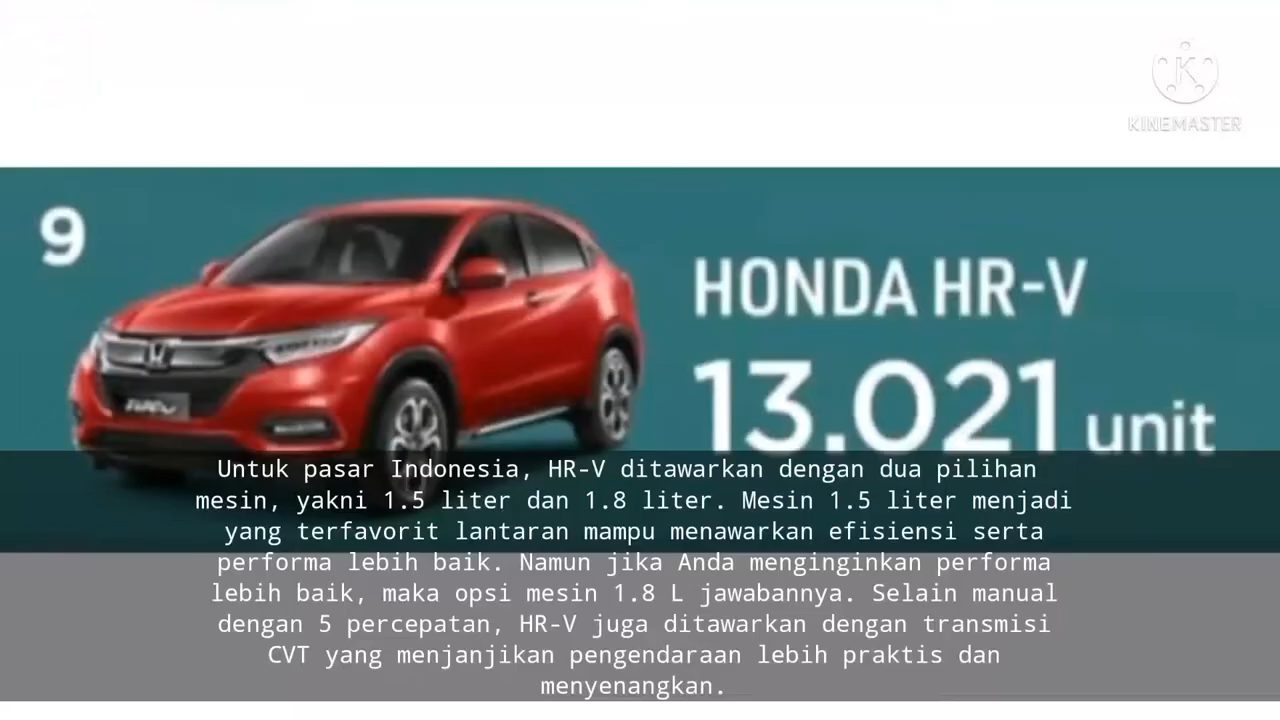 KINEMASTER
9
HONDA HR-V
13.021 unit
Untuk pasar Indonesia, HR-V ditawarkan dengan dua pilihan
mesin, yakni 1.5 liter dan 1.8 liter. Mesin 1.5 liter menjadi
yang terfavorit lantaran mampu menawarkan efisiensi serta
performa lebih baik. Namun jika Anda menginginkan performa
lebih baik, maka opsi mesin 1.8 L jawabannya. Selain manual
dengan 5 percepatan, HR-V juga ditawarkan dengan transmisi
CVT yang menjanjikan pengendaraan lebih praktis dan
menyenangkan.